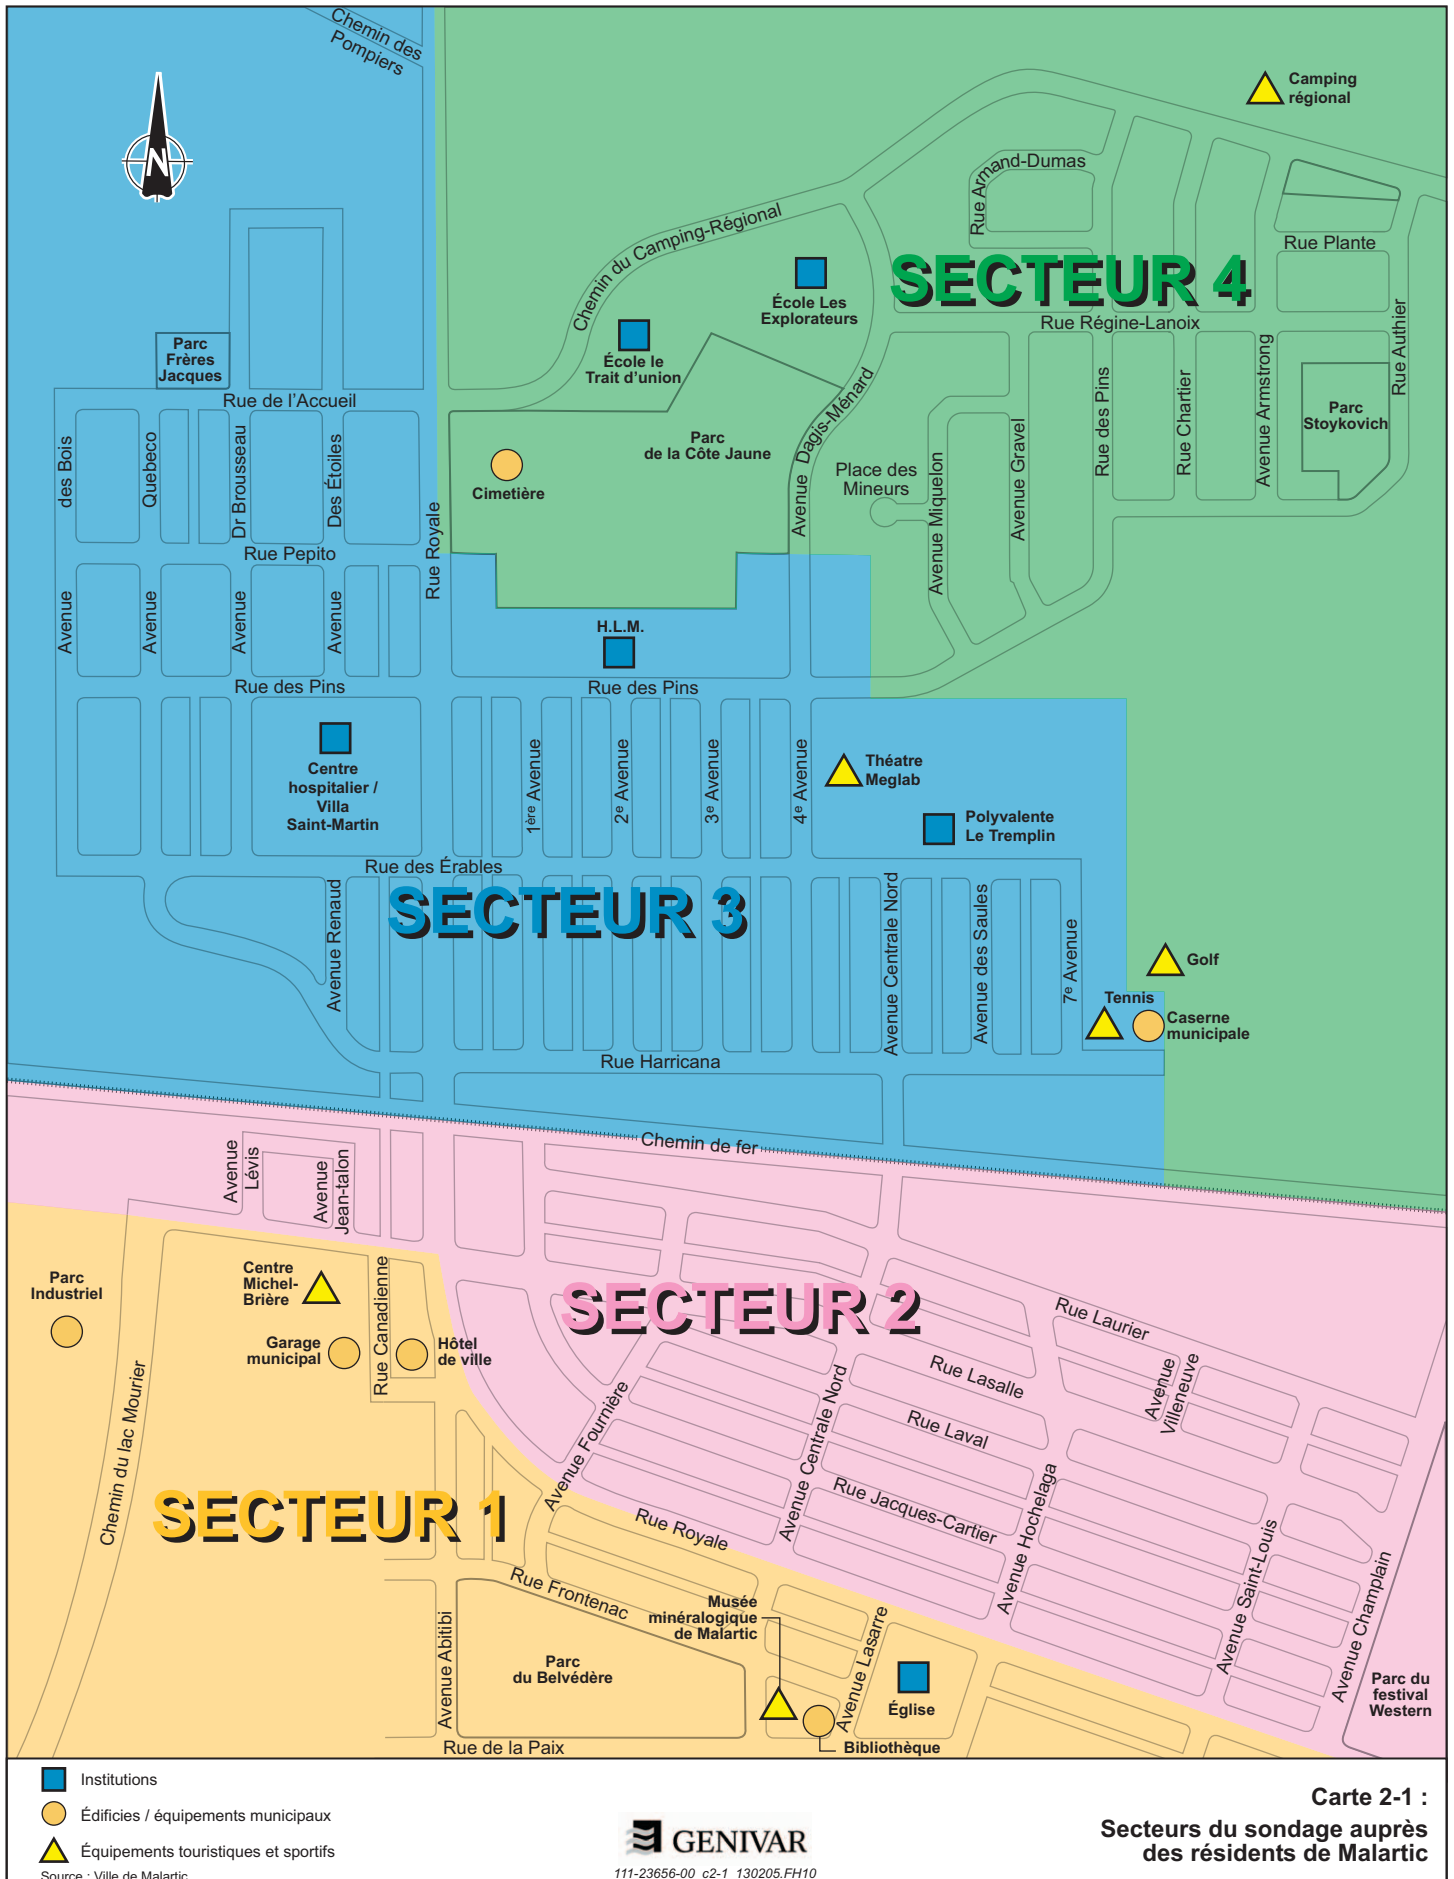 Chemin des
Pompiers
N
Camping
régional
Rue Armand-Dumas
Rue Plante
Chemin du Camping-Régional
SECTEUR 4
École Les
Explorateurs
Rue Régine-Lanoix
Rue Authier
École le
Trait d'union
Parc
Frères
Jacques
Rue de l'Accueil
Avenue Dagis-Ménard
Rue des Pins
Rue Chartier
Avenue Armstrong
Parc
Stoykovich
Parc
de la Côte Jaune
Cimetière
Place des
Mineurs
Avenue Miquelon
Avenue Gravel
Avenue des Bois
Avenue Quebeco
Avenue Dr Brousseau
Avenue Des Étoiles
Rue Royale
Rue Pepito
H.L.M.
Rue des Pins
Rue des Pins
Centre
hospitalier /
Villa
Saint-Martin
1ère Avenue
2e Avenue
3e Avenue
4e Avenue
Théatre
Meglab
Polyvalente
Le Tremplin
Rue des Érables
SECTEUR 3
Avenue Renaud
Avenue Centrale Nord
Avenue des Saules
7e Avenue
Golf
Tennis
Caserne
municipale
Rue Harricana
Chemin de fer
Avenue
Lévis
Avenue
Jean-talon
Centre
Michel-
Brière
Parc
Industriel
Garage
municipal
Rue Canadienne
Hôtel
de ville
SECTEUR 2
Rue Laurier
Rue Lasalle
Avenue
Villeneuve
Chemin du lac Mourier
Avenue Fournière
Avenue Centrale Nord
Rue Laval
Rue Jacques-Cartier
Avenue Hochelaga
SECTEUR 1
Rue Royale
Avenue Saint-Louis
Avenue Champlain
Rue Frontenac
Musée
minéralogique
de Malartic
Avenue Abitibi
Parc
du Belvédère
Avenue Lasarre
Église
Parc du
festival
Western
Rue de la Paix
Bibliothèque
Institutions
Édificies / équipements municipaux
Équipements touristiques et sportifs
Source : Ville de Malartic
GENIVAR
111-23656-00_c2-1_130205.FH10
Carte 2-1 :
Secteurs du sondage auprès
des résidents de Malartic